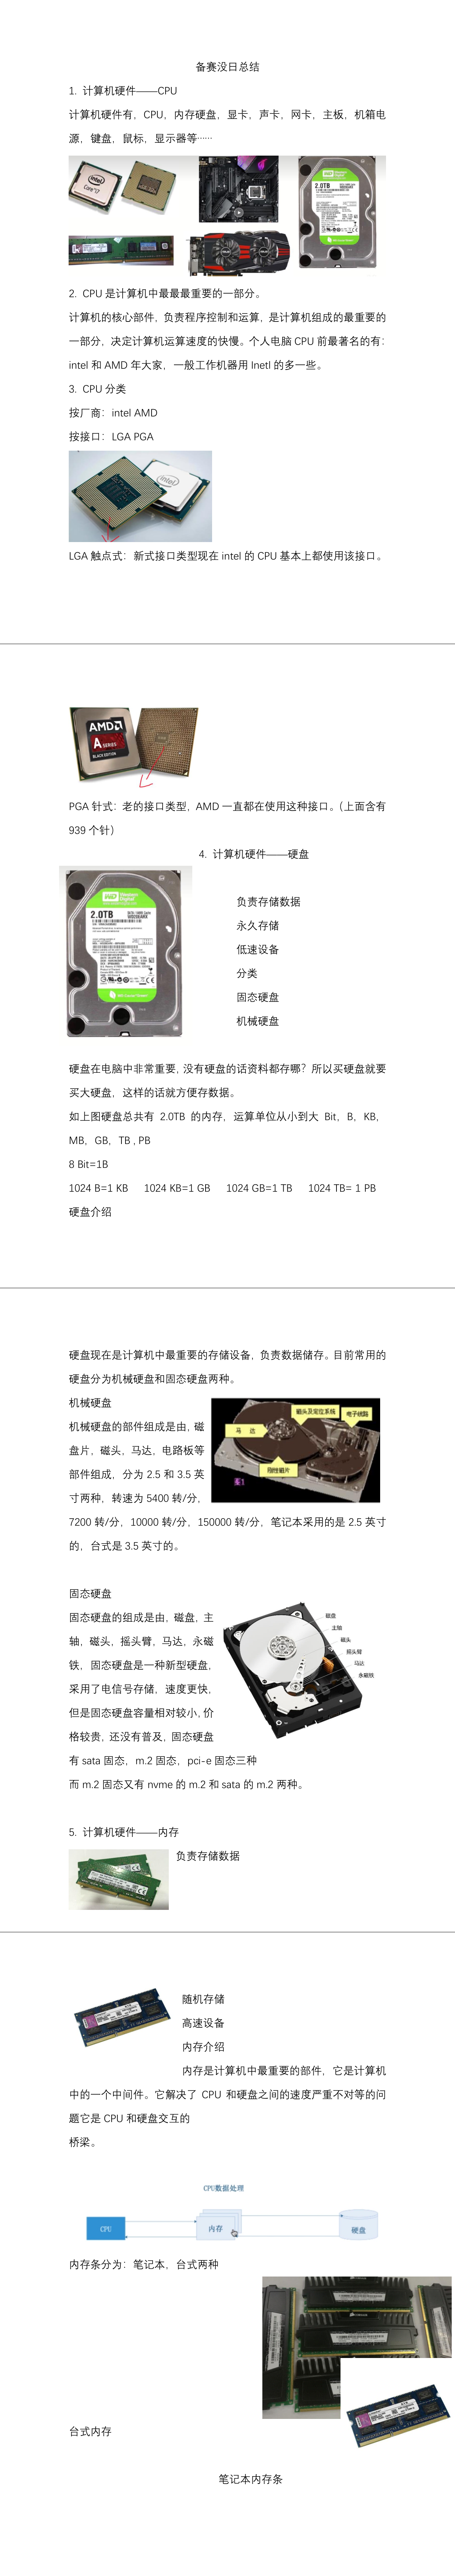 备赛没日总结
1. 计算机硬件——CPU
计算机硬件有，CPU，内存硬盘，显卡，声卡，网卡，主板，机箱电
源，键盘，鼠标，显示器等……
intel
Core i7
2.0TB
2. CPU 是计算机中最最最重要的一部分。
计算机的核心部件，负责程序控制和运算，是计算机组成的最重要的
一部分，决定计算机运算速度的快慢。个人电脑 CPU 前最著名的有：
intel 和 AMD 年大家，一般工作机器用 Inetl 的多一些。
3. CPU 分类
按厂商：intel AMD
按接口：LGA PGA
intel
LGA 触点式：新式接口类型现在 intel 的 CPU 基本上都使用该接口。
AMD
A SERIES
BLACK EDITION
PGA 针式：老的接口类型，AMD 一直都在使用这种接口。（上面含有
939 个针）
4. 计算机硬件——硬盘
WD Western Digital
2.0TB
负责存储数据
永久存储
低速设备
分类
固态硬盘
机械硬盘
硬盘在电脑中非常重要，没有硬盘的话资料都存哪？所以买硬盘就要
买大硬盘，这样的话就方便存数据。
如上图硬盘总共有 2.0TB 的内存，运算单位从小到大 Bit，B，KB，
MB，GB，TB , PB
8 Bit=1B
1024 B=1 KB 1024 KB=1 GB 1024 GB=1 TB 1024 TB= 1 PB
硬盘介绍
硬盘现在是计算机中最重要的存储设备，负责数据储存。目前常用的
硬盘分为机械硬盘和固态硬盘两种。
机械硬盘
机械硬盘的部件组成是由，磁
盘片，磁头，马达，电路板等
部件组成，分为 2.5 和 3.5 英
寸两种，转速为 5400 转/分，
磁头及定位系统
电子线路
马 达
刚性磁片
图1
7200 转/分，10000 转/分，150000 转/分，笔记本采用的是 2.5 英寸
的，台式是 3.5 英寸的。
固态硬盘
固态硬盘的组成是由，磁盘，主
轴，磁头，摇头臂，马达，永磁
铁，固态硬盘是一种新型硬盘，
采用了电信号存储，速度更快，
但是固态硬盘容量相对较小，价
格较贵，还没有普及，固态硬盘
磁盘
主轴
磁头
摇头臂
马达
永磁铁
有 sata 固态，m.2 固态，pci-e 固态三种
而 m.2 固态又有 nvme 的 m.2 和 sata 的 m.2 两种。
5. 计算机硬件——内存
负责存储数据
随机存储
高速设备
内存介绍
内存是计算机中最重要的部件，它是计算机
中的一个中间件。它解决了 CPU 和硬盘之间的速度严重不对等的问
题它是 CPU 和硬盘交互的
桥梁。
CPU数据处理
CPU
内存
硬盘
内存条分为：笔记本，台式两种
台式内存
笔记本内存条